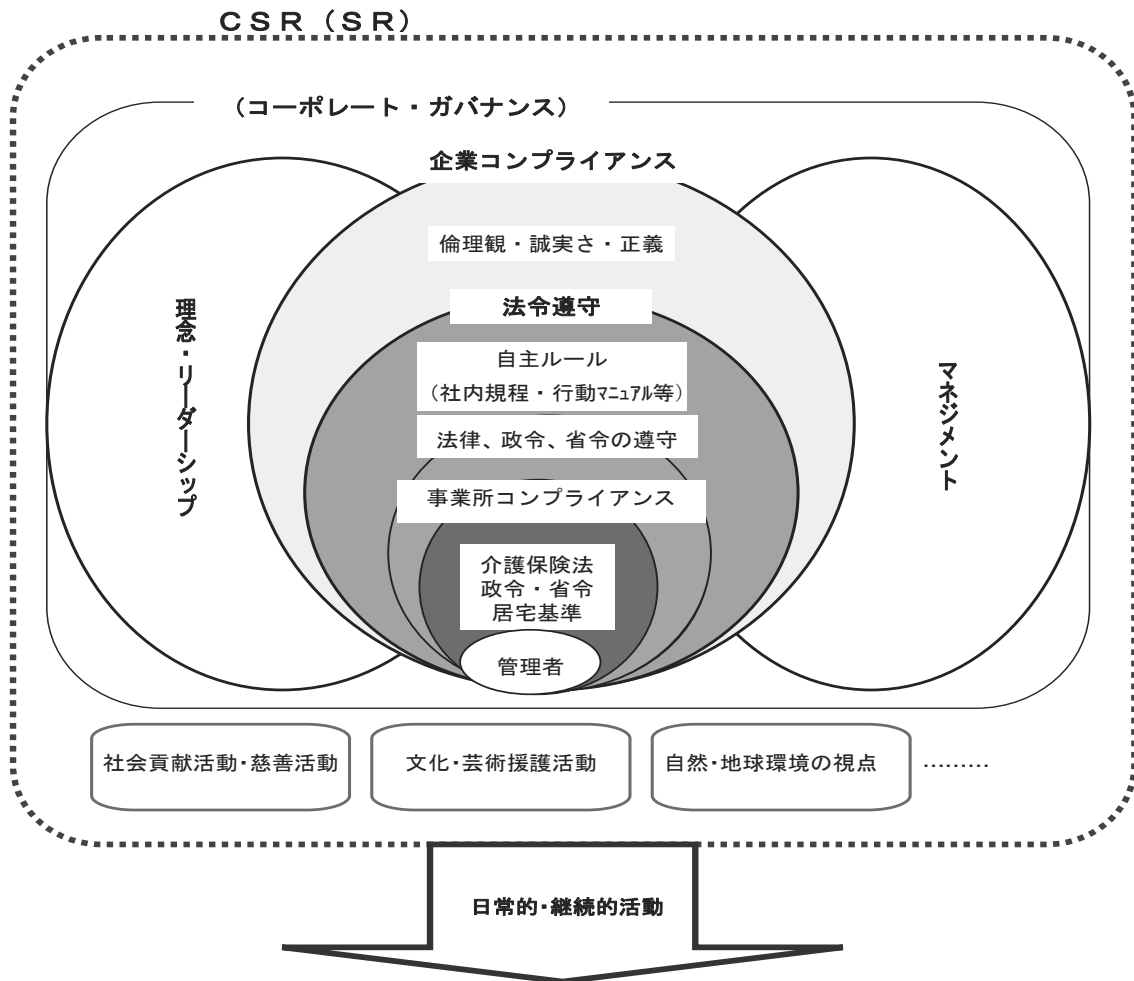 ＣＳＲ（ＳＲ）
（コーポレート・ガバナンス）
企業コンプライアンス
倫理観・誠実さ・正義
法令遵守
自主ルール
（社内規程・行動ﾏﾆｭｱﾙ等）
法律、政令、省令の遵守
事業所コンプライアンス
介護保険法
政令・省令
居宅基準
管理者
理念・リーダーシップ
マネジメント
社会貢献活動・慈善活動
文化・芸術援護活動
自然・地球環境の視点
………
日常的・継続的活動